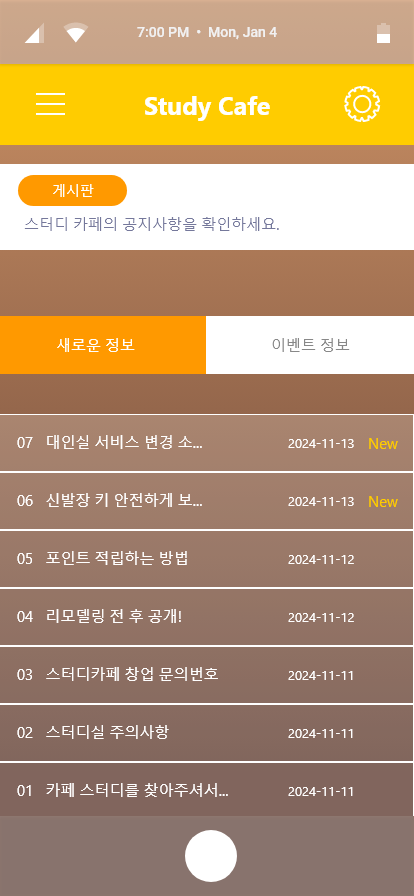 7:00 PM • Mon, Jan 4
Study Cafe
게시판
스터디 카페의 공지사항을 확인하세요.
새로운 정보 이벤트 정보
07 대인실 서비스 변경 소... 2024-11-13 New
06 신발장 키 안전하게 보... 2024-11-13 New
05 포인트 적립하는 방법 2024-11-12
04 리모델링 전 후 공개! 2024-11-12
03 스터디카페 창업 문의번호 2024-11-11
02 스터디실 주의사항 2024-11-11
01 카페 스터디를 찾아주셔서... 2024-11-11